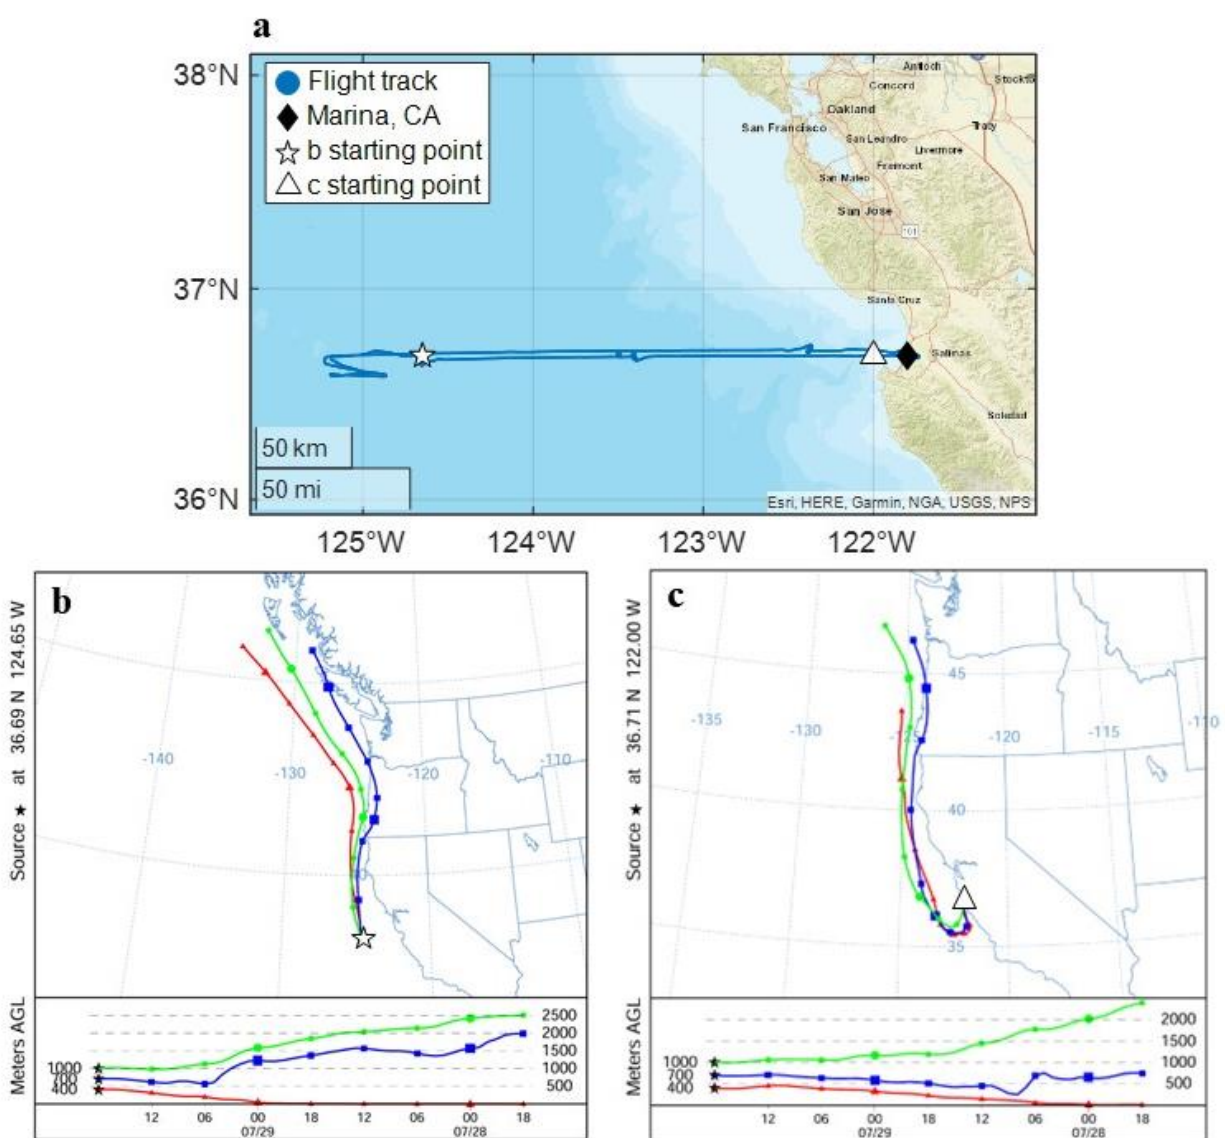 a
38°N
37°N
36°N
Flight track
Marina, CA
b starting point
c starting point
Antioch
Concord
Stockto
Oakland
San Francisco
San Leandro
Tracy
Livermore
Fremont
San Mateo
San Jose
101
Santa Cruz
Salinas
Soledad
50 km
50 mi
Esri, HERE, Garmin, NGA, USGS, NPS
125°W 124°W 123°W 122°W
b
Source ★ at 36.69 N 124.65 W
-140
-130
-120
-110
Meters AGL
1000
700
400
2500
2000
1500
1000
500
12 06 00 18 12 06 00 18
07/29 07/28
c
Source ★ at 36.71 N 122.00 W
45
-135
-130
-120
-115
-110
40
35
Meters AGL
1000
700
400
2000
1500
1000
500
12 06 00 18 12 06 00 18
07/29 07/28